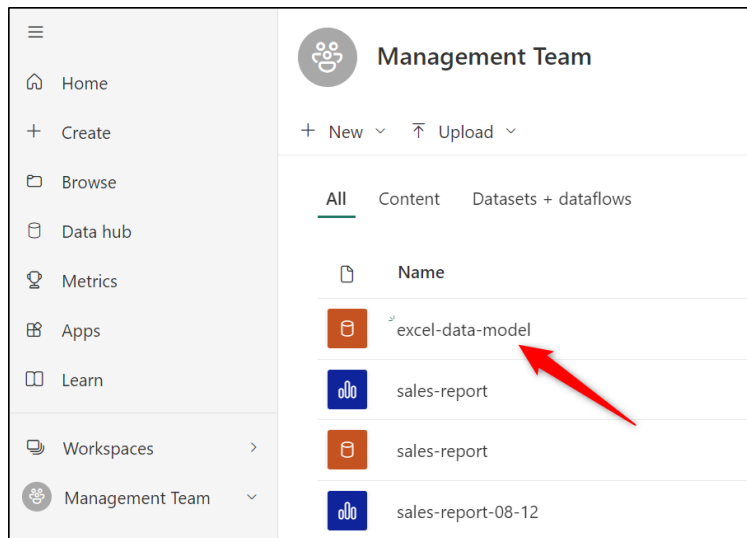 Management Team
Home
Create
Browse
Data hub
Metrics
Apps
Learn
Workspaces
Management Team
+ New
Upload
All
Content
Datasets + dataflows
Name
excel-data-model
sales-report
sales-report
sales-report-08-12